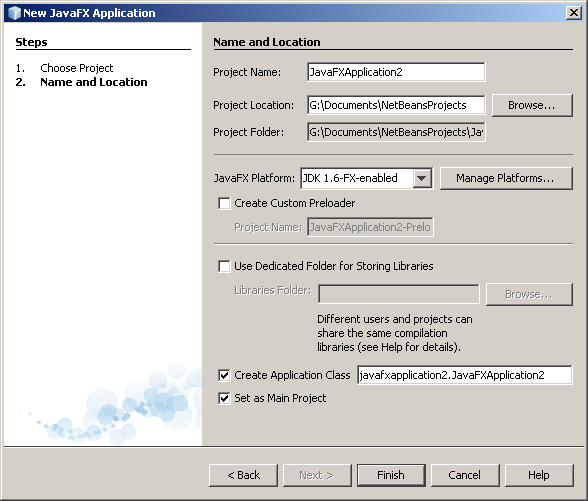 New JavaFX Application
Steps
1. Choose Project
2. Name and Location
Name and Location
Project Name: JavaFXApplication2
Project Location: G:\Documents\NetBeansProjects Browse...
Project Folder: G:\Documents\NetBeansProjects\Ja
JavaFX Platform: JDK 1.6-FX-enabled Manage Platforms...
Create Custom Preloader
Project Name: JavaFXApplication2-Prelo
Use Dedicated Folder for Storing Libraries
Libraries Folder: Browse...
Different users and projects can
share the same compilation
libraries (see Help for details).
Create Application Class javafxapplication2.JavaFXApplication2
Set as Main Project
< Back Next > Finish Cancel Help